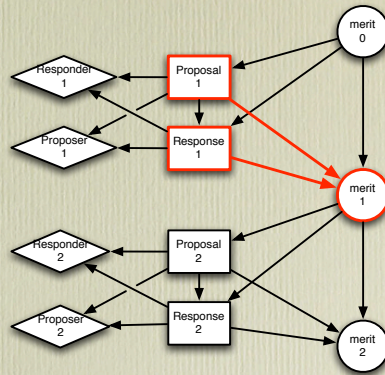 merit
0
Responder
1
Proposal
1
Proposer
1
Response
1
merit
1
Responder
2
Proposal
2
Proposer
2
Response
2
merit
2